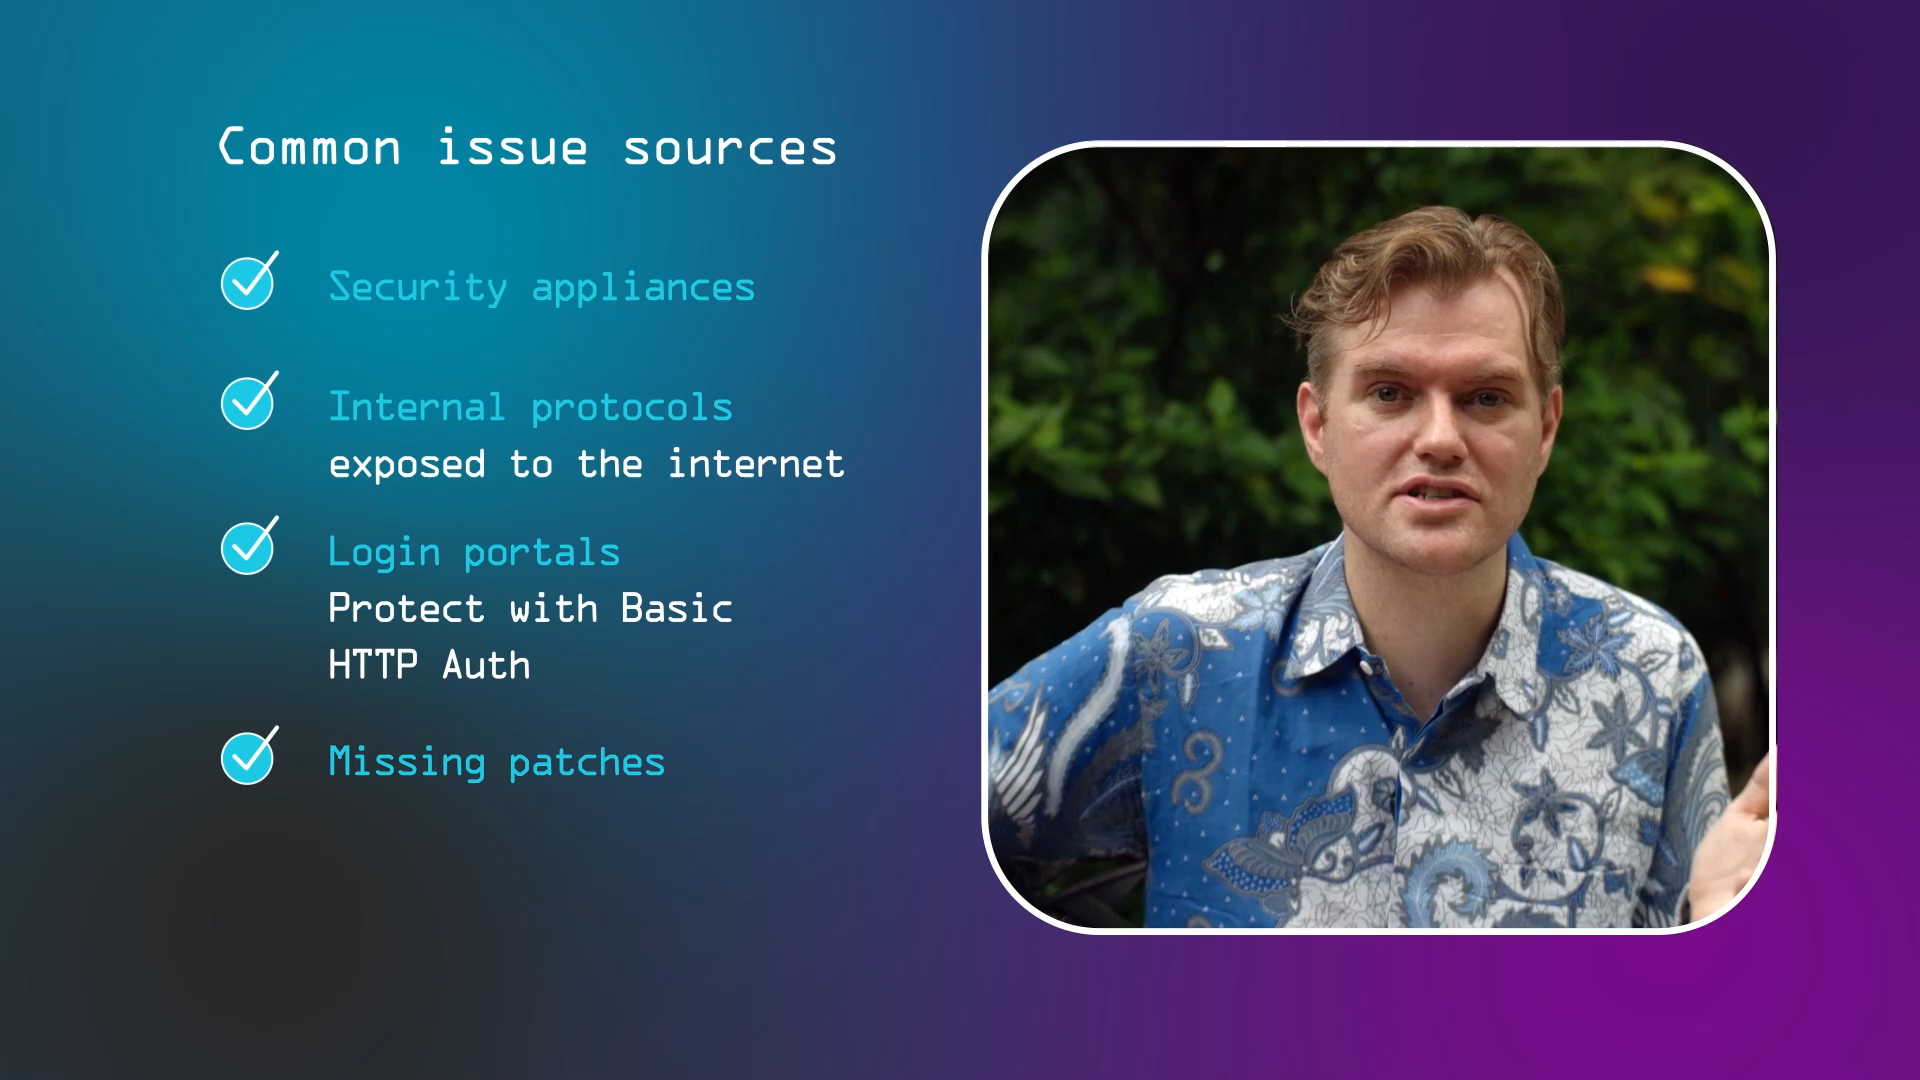 Common issue sources
Security appliances
Internal protocols
exposed to the internet
Login portals
Protect with Basic
HTTP Auth
Missing patches